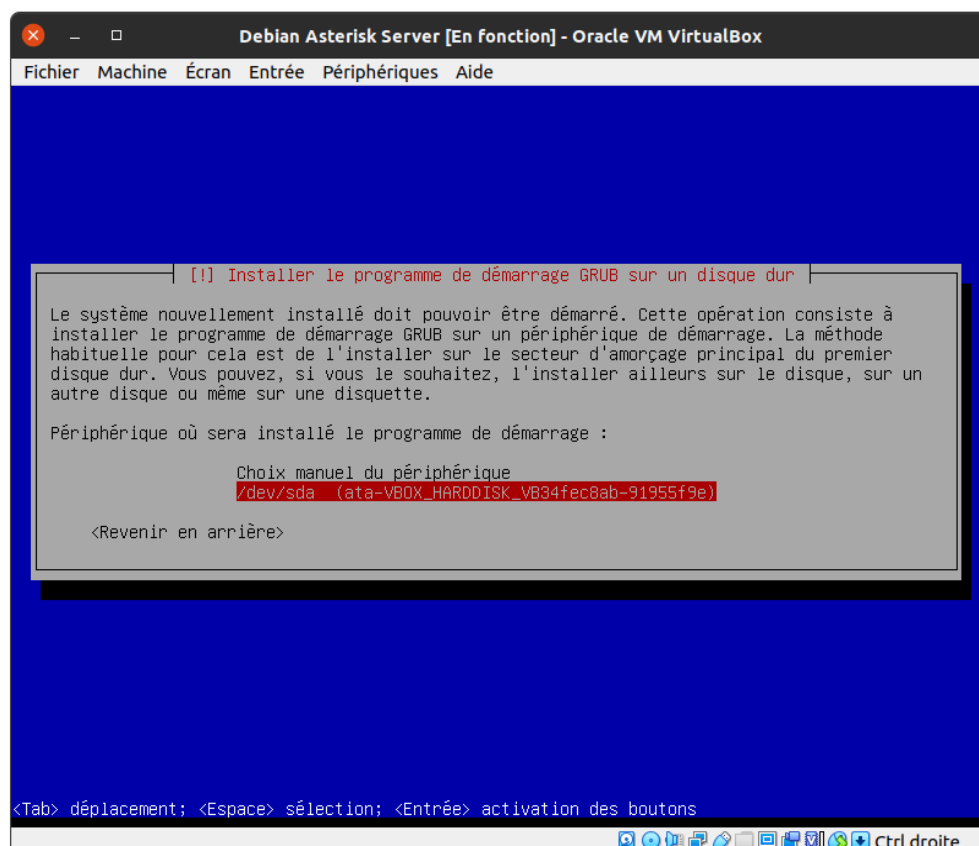 Debian Asterisk Server [En fonction] - Oracle VM VirtualBox
Fichier Machine Écran Entrée Périphériques Aide
[!] Installer le programme de démarrage GRUB sur un disque dur
Le système nouvellement installé doit pouvoir être démarré. Cette opération consiste à
installer le programme de démarrage GRUB sur un périphérique de démarrage. La méthode
habituelle pour cela est de l'installer sur le secteur d'amorçage principal du premier
disque dur. Vous pouvez, si vous le souhaitez, l'installer ailleurs sur le disque, sur un
autre disque ou même sur une disquette.
Périphérique où sera installé le programme de démarrage :
Choix manuel du périphérique
/dev/sda (ata-VBOX_HARDDISK_VB34fec8ab-91955f9e)
<Revenir en arrière>
<Tab> déplacement; <Espace> sélection; <Entrée> activation des boutons
Ctrl droite